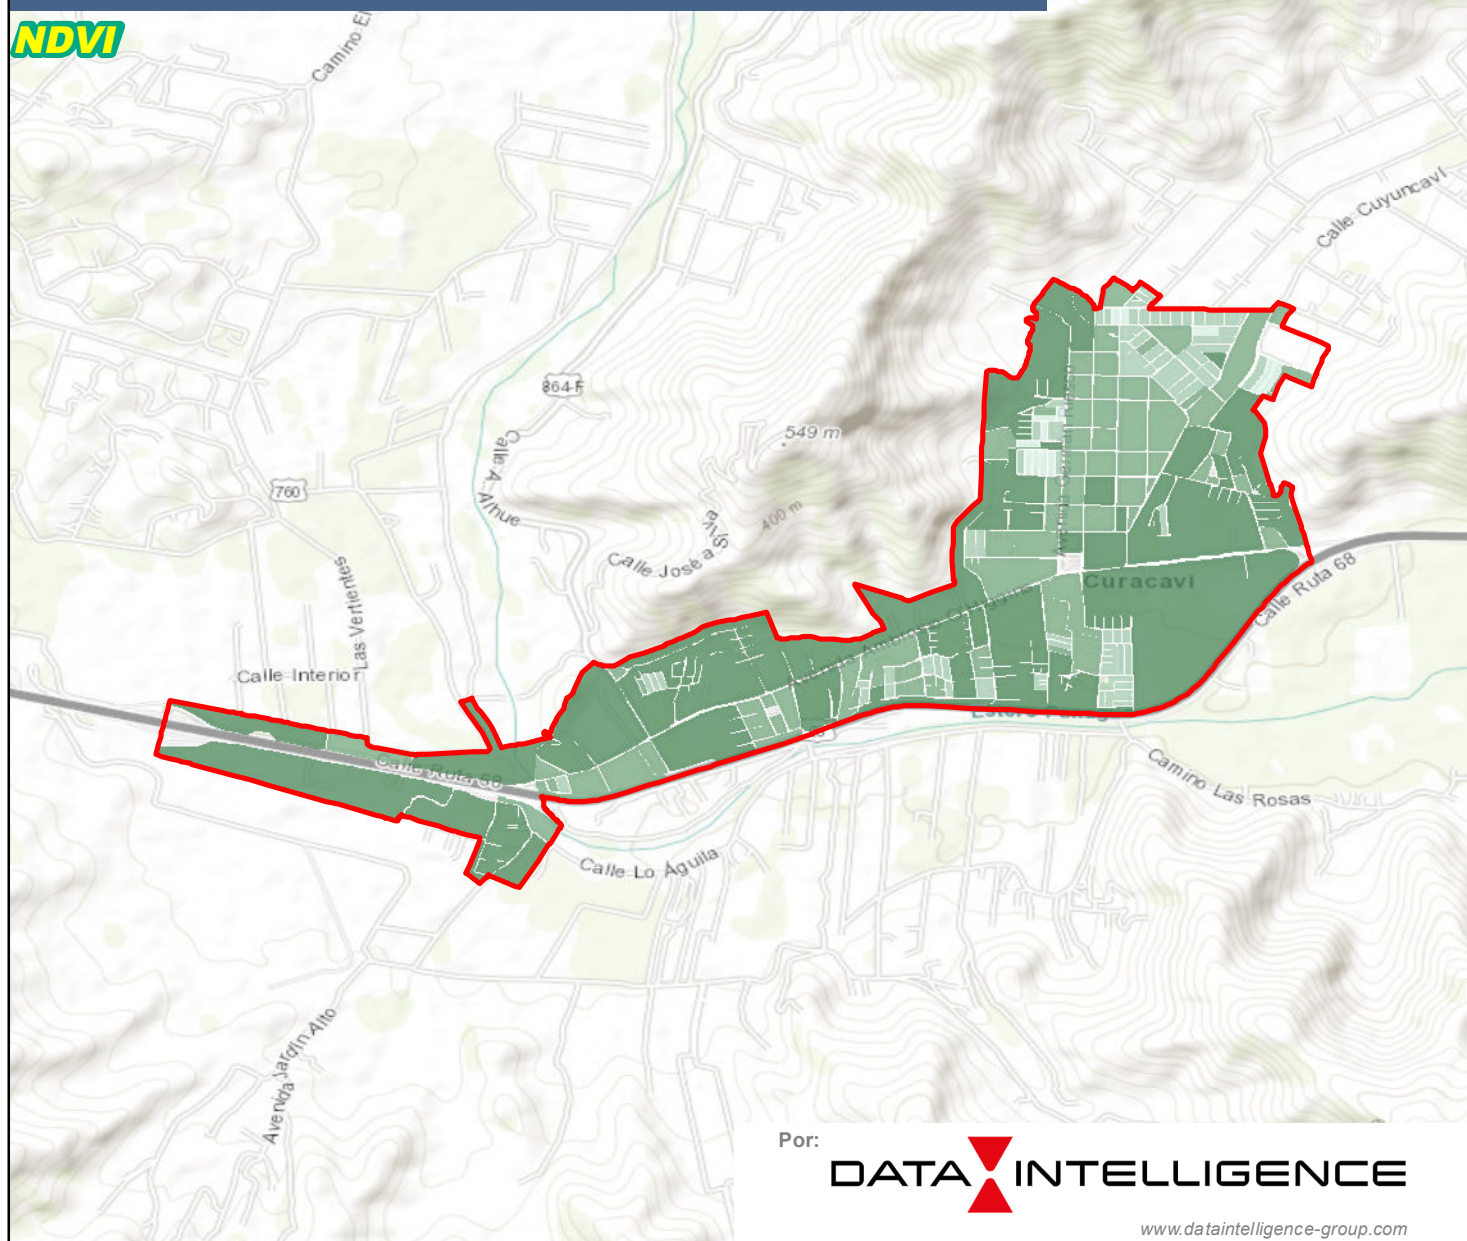 NDVI
Camino El
Calle Cuyuncaví
864-F
549 m
Calle A. Alhue
760
400 m
Calle José a Silva
Las Vertientes
Curacaví
Calle Ruta 68
Calle Interior
Calle Ruta 68
Camino Las Rosas
Calle Lo Águila
Avenida Jardín Alto
Por:
DATA INTELLIGENCE
www.dataintelligence-group.com